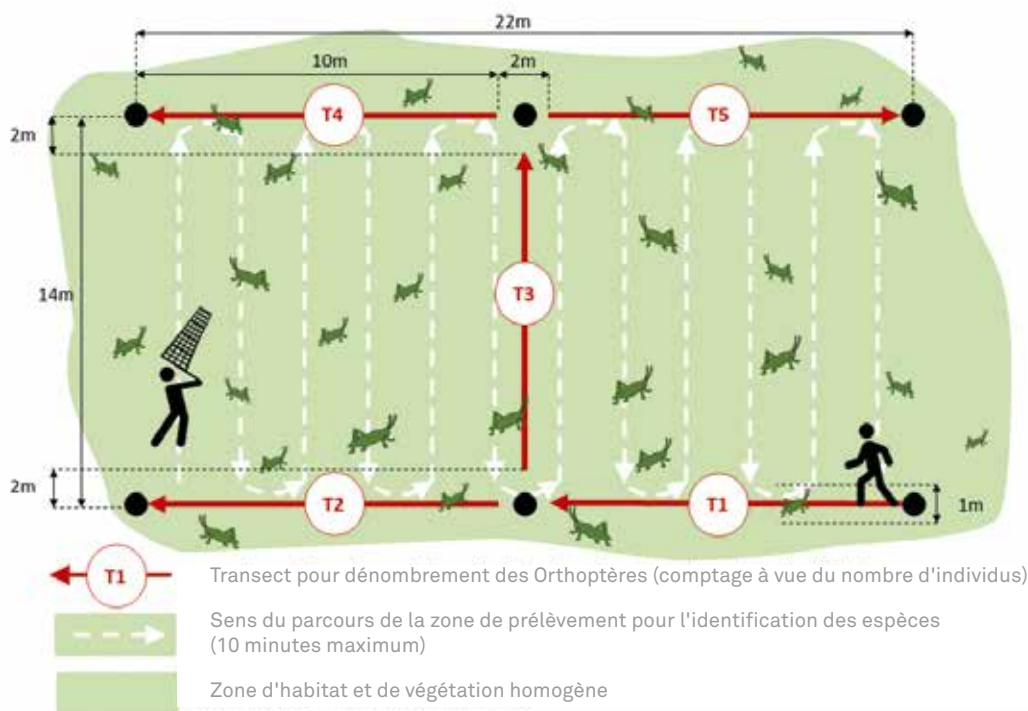 22m
10m
2m
T4
T5
2m
14m
T3
2m
T2
T1
1m
T1
Transect pour dénombrement des Orthoptères (comptage à vue du nombre d'individus)
Sens du parcours de la zone de prélèvement pour l'identification des espèces
(10 minutes maximum)
Zone d'habitat et de végétation homogène